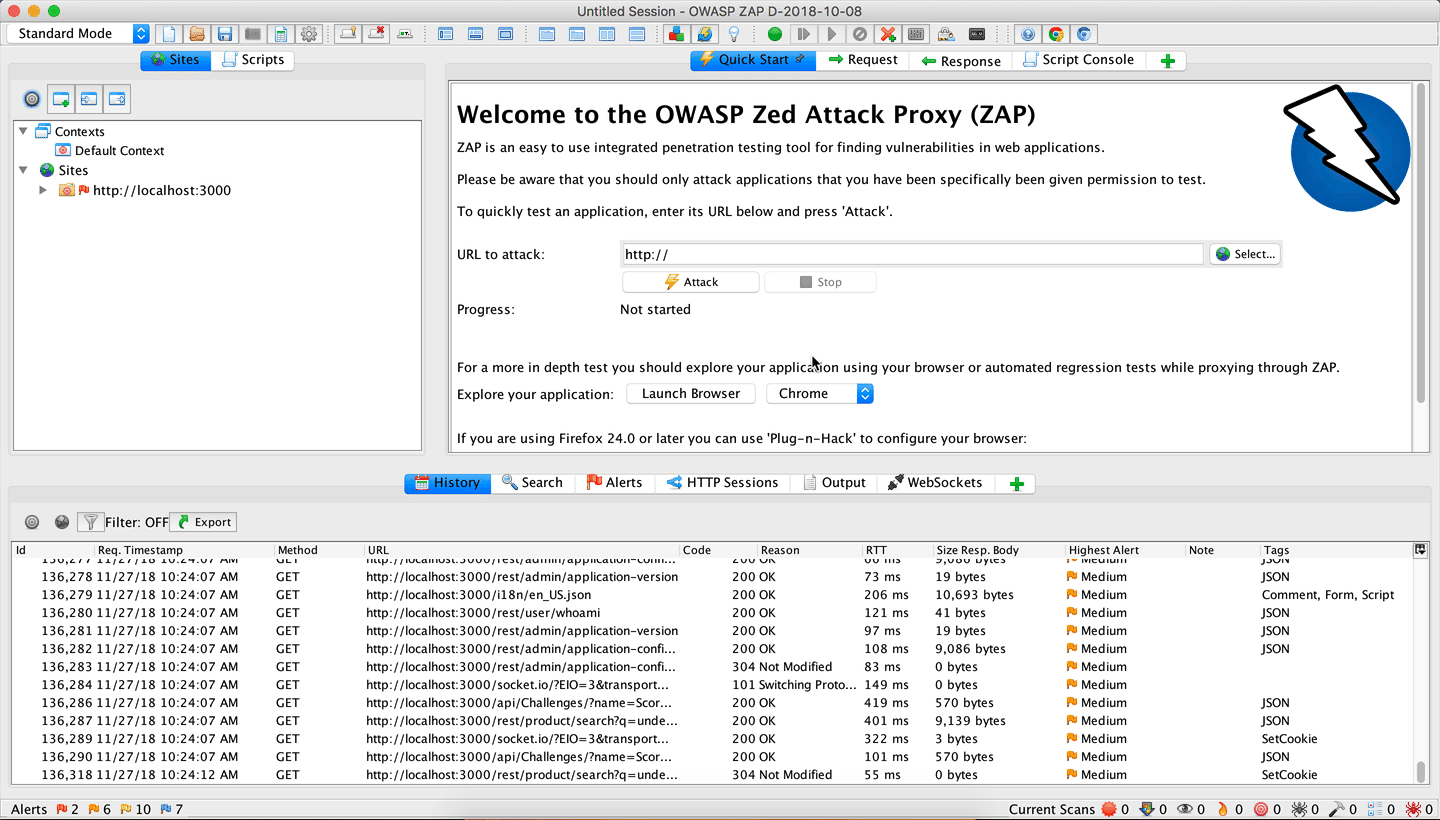 Untitled Session - OWASP ZAP D-2018-10-08
Standard Mode
Sites Scripts
Quick Start Request Response Script Console
Contexts
Default Context
Sites
http://localhost:3000
Welcome to the OWASP Zed Attack Proxy (ZAP)
ZAP is an easy to use integrated penetration testing tool for finding vulnerabilities in web applications.
Please be aware that you should only attack applications that you have been specifically been given permission to test.
To quickly test an application, enter its URL below and press 'Attack'.
URL to attack: http:// Select...
Attack Stop
Progress: Not started
For a more in depth test you should explore your application using your browser or automated regression tests while proxying through ZAP.
Explore your application: Launch Browser Chrome
If you are using Firefox 24.0 or later you can use 'Plug-n-Hack' to configure your browser:
History Search Alerts HTTP Sessions Output WebSockets
Filter: OFF Export
Id Req. Timestamp Method URL Code Reason RTT Size Resp. Body Highest Alert Note Tags
136,277 11/27/18 10:24:07 AM GET http://localhost:3000/rest/admin/application-confi... 200 OK 66 ms 9,086 bytes Medium JSON
136,278 11/27/18 10:24:07 AM GET http://localhost:3000/rest/admin/application-version 200 OK 73 ms 19 bytes Medium JSON
136,279 11/27/18 10:24:07 AM GET http://localhost:3000/i18n/en_US.json 200 OK 206 ms 10,693 bytes Medium Comment, Form, Script
136,280 11/27/18 10:24:07 AM GET http://localhost:3000/rest/user/whoami 200 OK 121 ms 41 bytes Medium JSON
136,281 11/27/18 10:24:07 AM GET http://localhost:3000/rest/admin/application-version 200 OK 97 ms 19 bytes Medium JSON
136,282 11/27/18 10:24:07 AM GET http://localhost:3000/rest/admin/application-confi... 200 OK 108 ms 9,086 bytes Medium JSON
136,283 11/27/18 10:24:07 AM GET http://localhost:3000/rest/admin/application-confi... 304 Not Modified 83 ms 0 bytes Medium
136,284 11/27/18 10:24:07 AM GET http://localhost:3000/socket.io/?EIO=3&transport... 101 Switching Proto... 149 ms 0 bytes Medium
136,286 11/27/18 10:24:07 AM GET http://localhost:3000/api/Challenges/?name=Scor... 200 OK 419 ms 570 bytes Medium JSON
136,287 11/27/18 10:24:07 AM GET http://localhost:3000/rest/product/search?q=unde... 200 OK 401 ms 9,139 bytes Medium JSON
136,289 11/27/18 10:24:07 AM GET http://localhost:3000/socket.io/?EIO=3&transport... 200 OK 322 ms 3 bytes Medium SetCookie
136,290 11/27/18 10:24:07 AM GET http://localhost:3000/api/Challenges/?name=Scor... 200 OK 101 ms 570 bytes Medium JSON
136,318 11/27/18 10:24:12 AM GET http://localhost:3000/rest/product/search?q=unde... 304 Not Modified 55 ms 0 bytes Medium SetCookie
Alerts 2 6 10 7 Current Scans 0 0 0 0 0 0 0 0 0